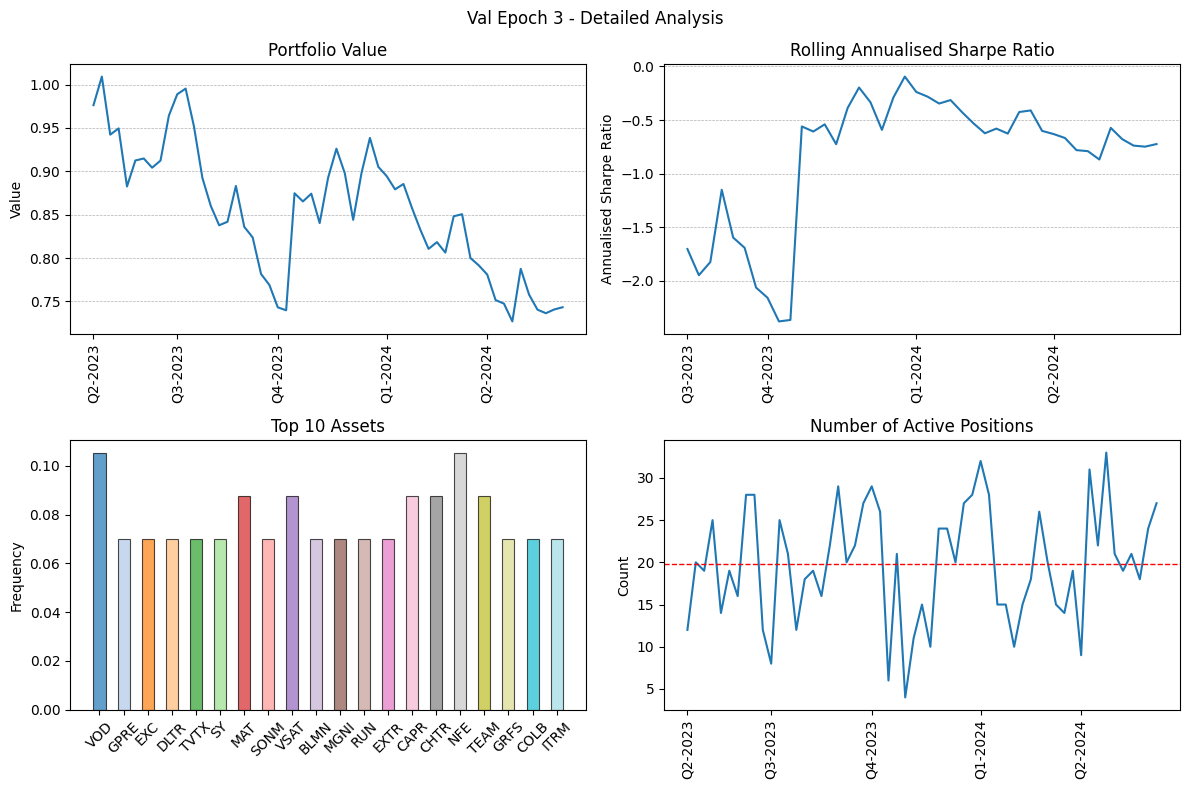 Val Epoch 3 - Detailed Analysis
Portfolio Value
Value
1.00
0.95
0.90
0.85
0.80
0.75
Q2-2023
Q3-2023
Q4-2023
Q1-2024
Q2-2024
Rolling Annualised Sharpe Ratio
Annualised Sharpe Ratio
0.0
−0.5
−1.0
−1.5
−2.0
Q3-2023
Q4-2023
Q1-2024
Q2-2024
Top 10 Assets
Frequency
0.10
0.08
0.06
0.04
0.02
0.00
VOD
GPRE
EXC
DLTR
TVTX
SY
MAT
SONM
VSAT
BLMN
MGNI
RUN
EXTR
CAPR
CHTR
NFE
TEAM
GRFS
COLB
ITRM
Number of Active Positions
Count
30
25
20
15
10
5
Q2-2023
Q3-2023
Q4-2023
Q1-2024
Q2-2024